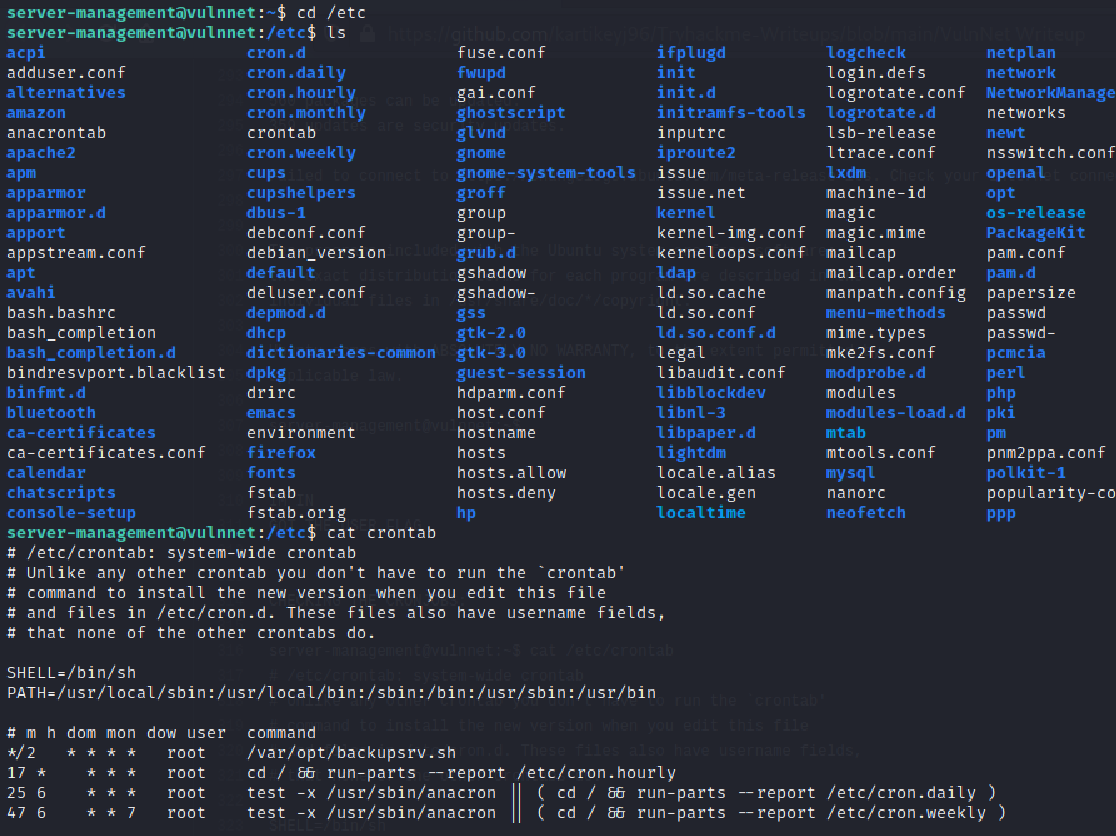 server-management@vulnnet:~$ cd /etc
server-management@vulnnet:/etc$ ls
acpi cron.d fuse.conf ifplugd logcheck netplan
adduser.conf cron.daily fwupd init login.defs network
alternatives cron.hourly gai.conf init.d logrotate.conf NetworkManage
amazon cron.monthly ghostscript initramfs-tools logrotate.d networks
anacrontab crontab glvnd inputrc lsb-release newt
apache2 cron.weekly gnome iproute2 ltrace.conf nsswitch.conf
apm cups gnome-system-tools issue lxdm openal
apparmor cupshelpers groff issue.net machine-id opt
apparmor.d dbus-1 group kernel magic os-release
apport debconf.conf group- kernel-img.conf magic.mime PackageKit
appstream.conf debian_version grub.d kerneloops.conf mailcap pam.conf
apt default gshadow ldap mailcap.order pam.d
avahi deluser.conf gshadow- ld.so.cache manpath.config papersize
bash.bashrc depmod.d gss ld.so.conf menu-methods passwd
bash_completion dhcp gtk-2.0 ld.so.conf.d mime.types passwd-
bash_completion.d dictionaries-common gtk-3.0 legal mke2fs.conf pcmcia
bindresvport.blacklist dpkg guest-session libaudit.conf modprobe.d perl
binfmt.d drirc hdparm.conf libblockdev modules php
bluetooth emacs host.conf libnl-3 modules-load.d pki
ca-certificates environment hostname libpaper.d mtab pm
ca-certificates.conf firefox hosts lightdm mtools.conf pnm2ppa.conf
calendar fonts hosts.allow locale.alias mysql polkit-1
chatscripts fstab hosts.deny locale.gen nanorc popularity-co
console-setup fstab.orig hp localtime neofetch ppp
server-management@vulnnet:/etc$ cat crontab
# /etc/crontab: system-wide crontab
# Unlike any other crontab you don't have to run the `crontab'
# command to install the new version when you edit this file
# and files in /etc/cron.d. These files also have username fields,
# that none of the other crontabs do.
SHELL=/bin/sh
PATH=/usr/local/sbin:/usr/local/bin:/sbin:/bin:/usr/sbin:/usr/bin
# m h dom mon dow user command
*/2 * * * * root /var/opt/backupsrv.sh
17 * * * * root cd / && run-parts --report /etc/cron.hourly
25 6 * * * root test -x /usr/sbin/anacron || ( cd / && run-parts --report /etc/cron.daily )
47 6 * * 7 root test -x /usr/sbin/anacron || ( cd / && run-parts --report /etc/cron.weekly )